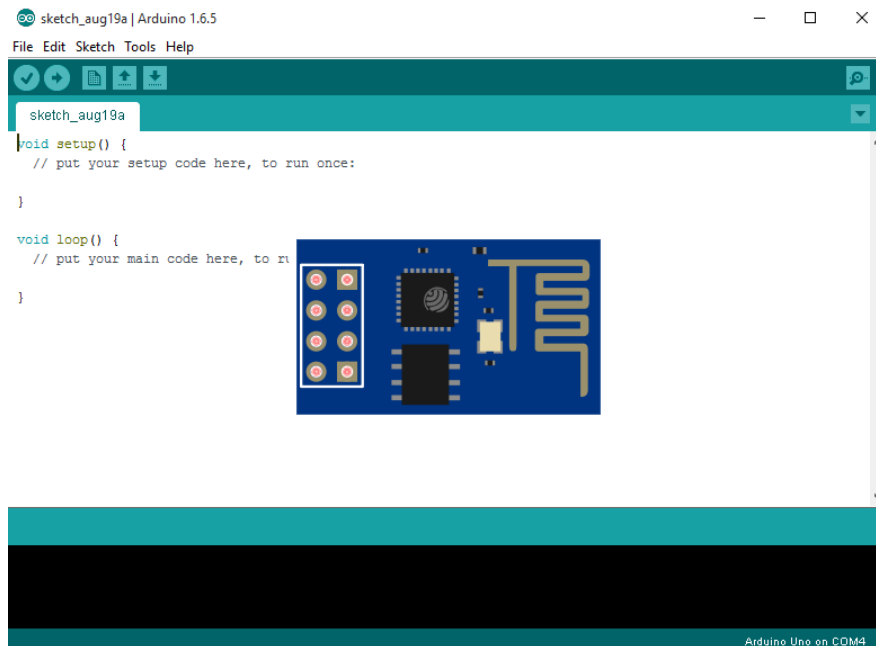 sketch_aug19a | Arduino 1.6.5
File Edit Sketch Tools Help
sketch_aug19a
void setup() {
// put your setup code here, to run once:
}
void loop() {
// put your main code here, to
}
Arduino Uno on COM4